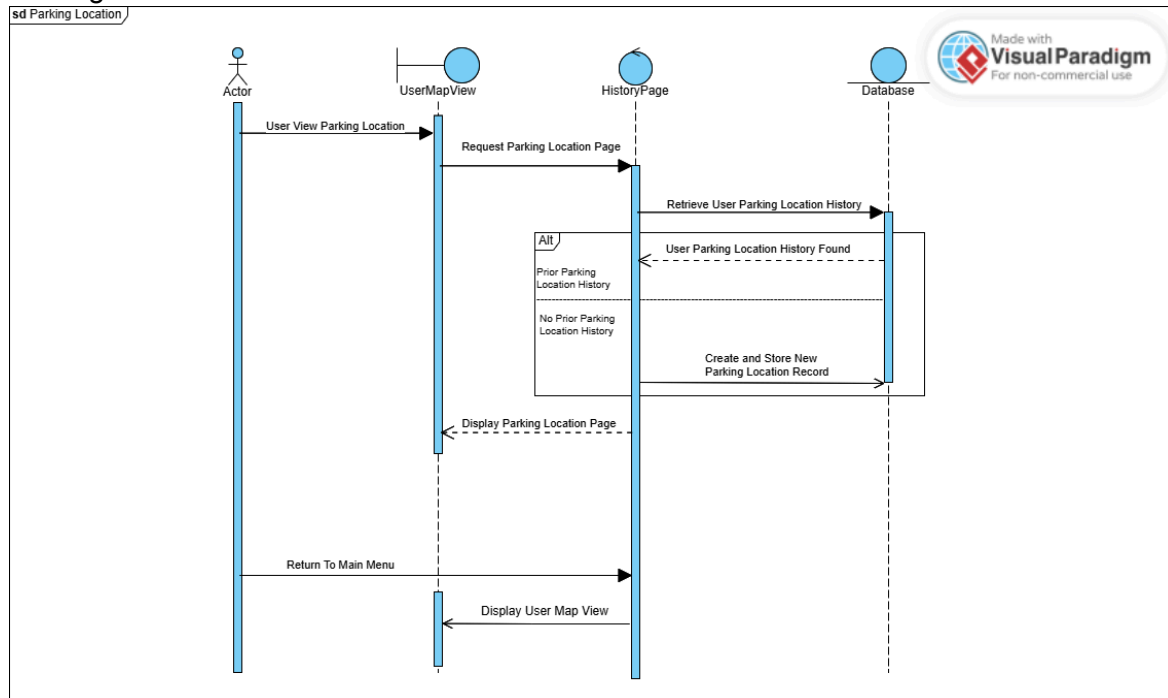 sd Parking Location
Made with
Visual Paradigm
For non-commercial use
Actor
UserMapView
HistoryPage
Database
User View Parking Location
Request Parking Location Page
Retrieve User Parking Location History
Alt
User Parking Location History Found
Prior Parking
Location History
No Prior Parking
Location History
Create and Store New
Parking Location Record
Display Parking Location Page
Return To Main Menu
Display User Map View